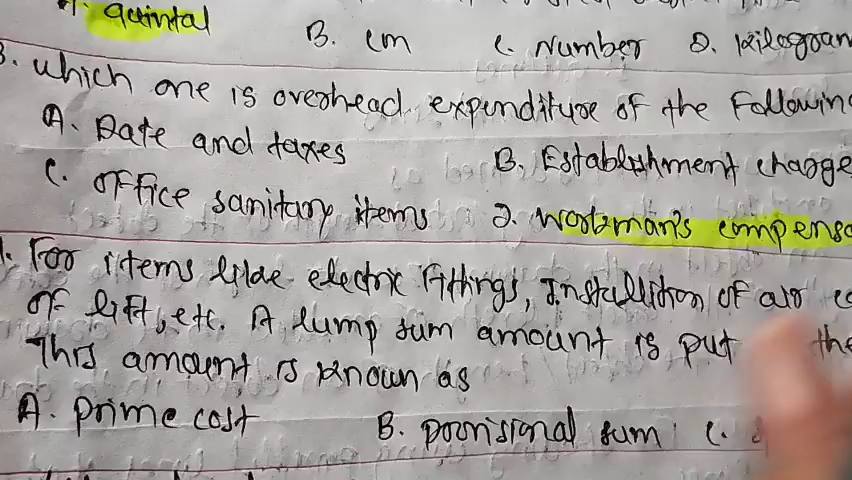 A. quintal
B. cm C. Number D. Kilogram
3. which one is overhead expenditure of the Following
A. Rate and taxes
B. Establishment charge
C. office sanitary items D. workman's compensa
For items like electric Fittings, Installition of air co
of lift, etc. A lump sum amount is put the
This amount is known as
A. prime cost
B. provisional sum C.